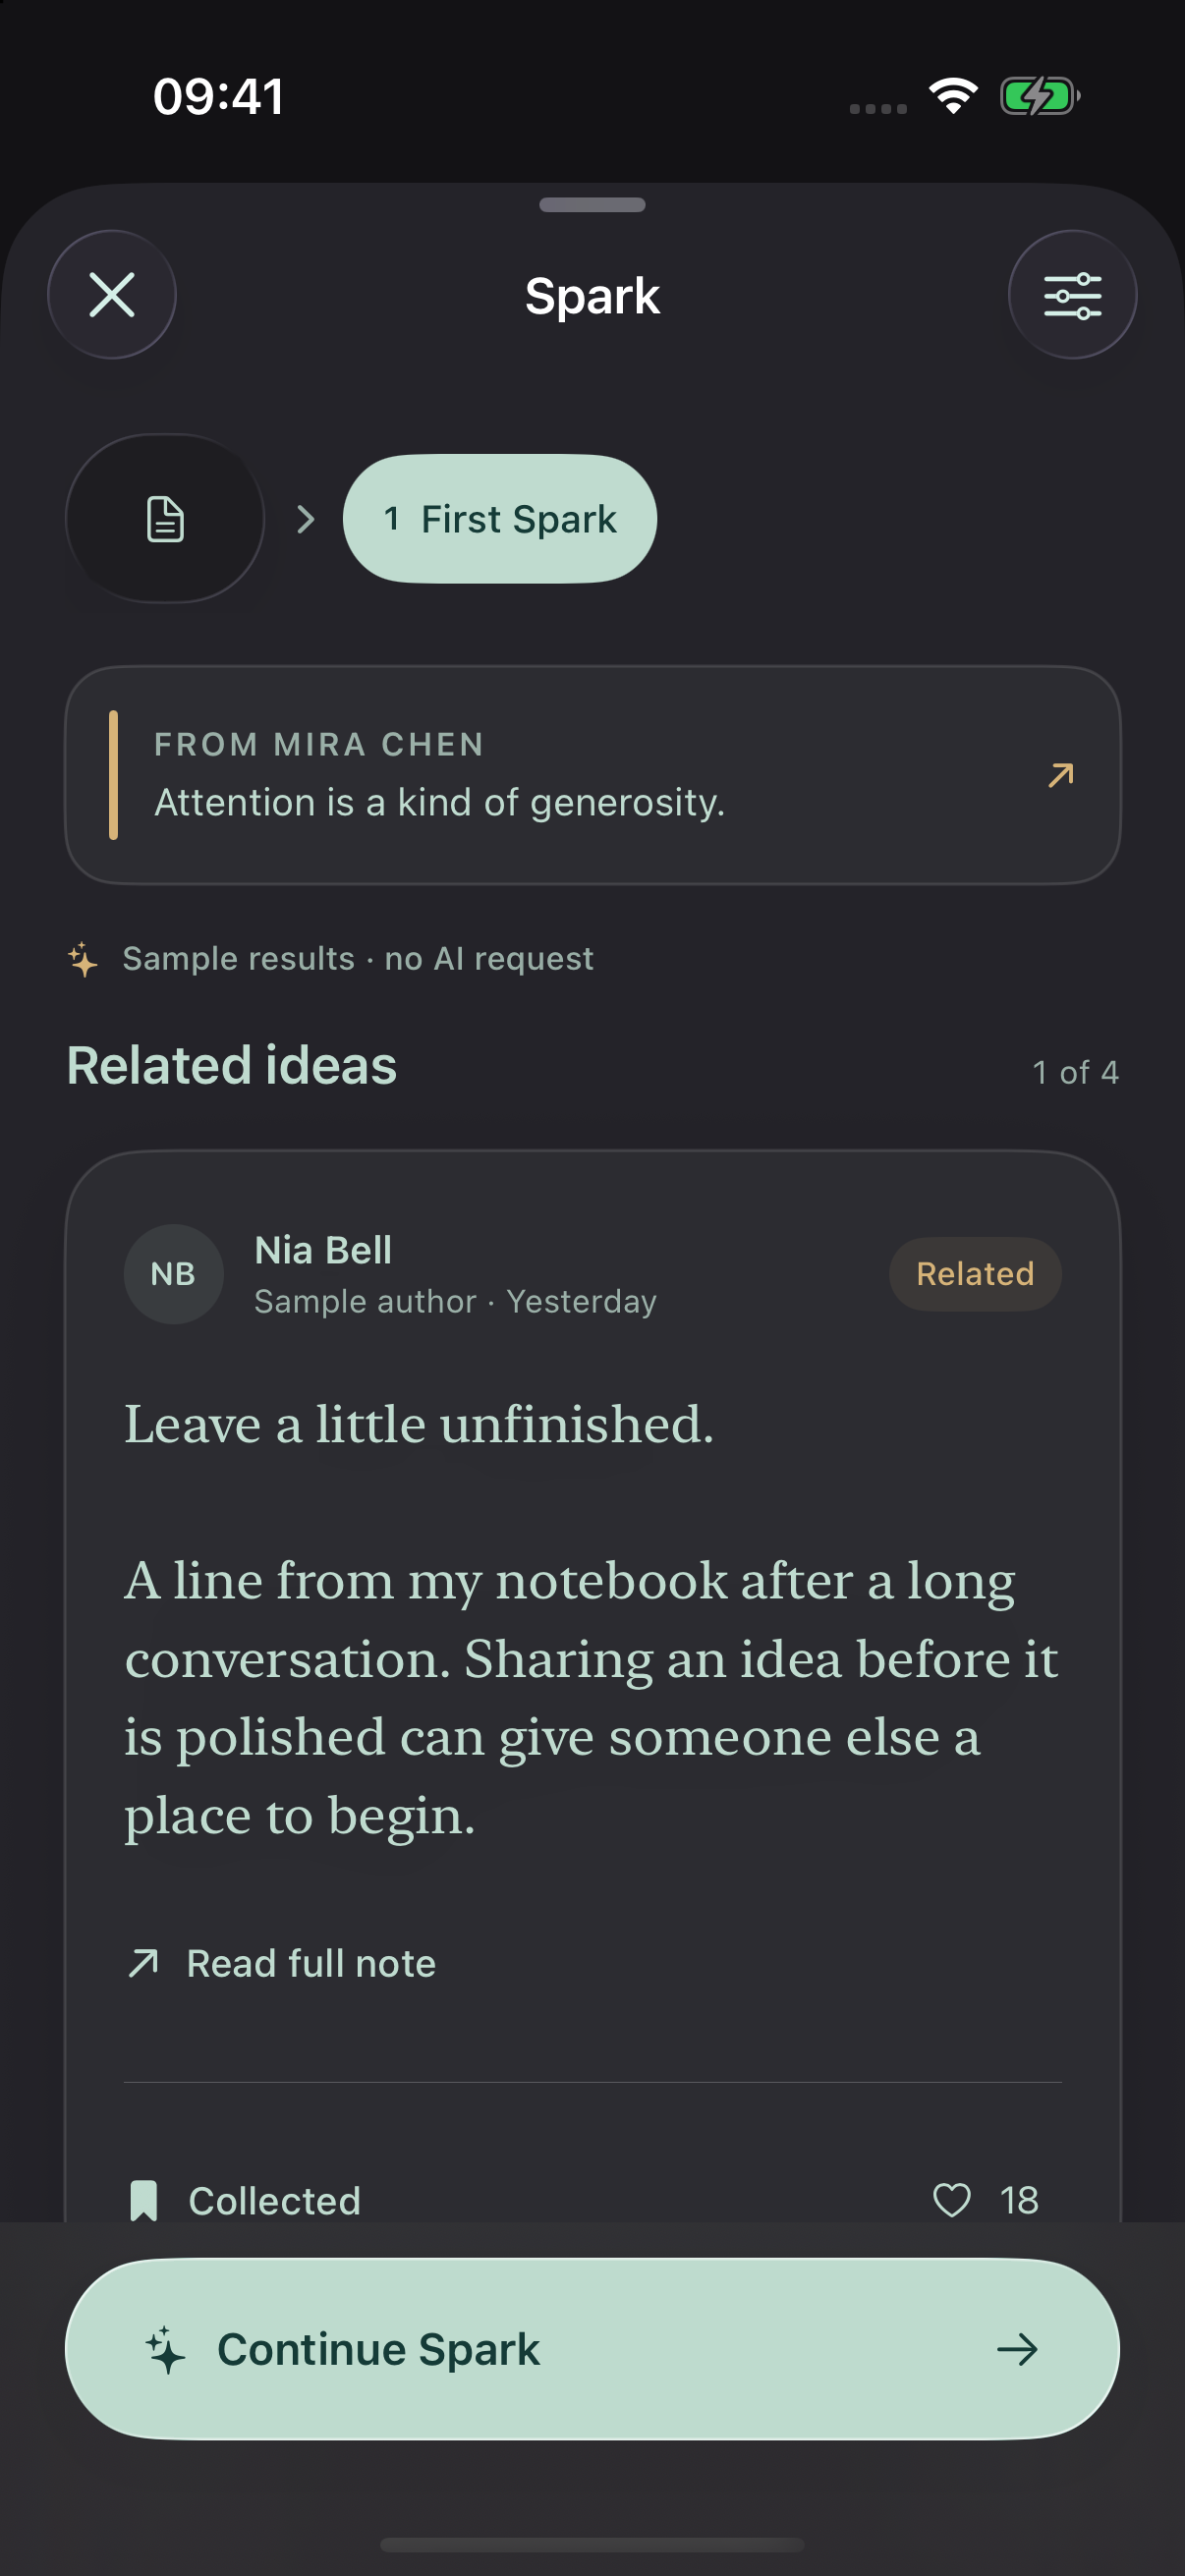 09:41
Spark
1 First Spark
FROM MIRA CHEN
Attention is a kind of generosity.
Sample results · no AI request
Related ideas
1 of 4
NB
Nia Bell
Sample author · Yesterday
Related
Leave a little unfinished.
A line from my notebook after a long
conversation. Sharing an idea before it
is polished can give someone else a
place to begin.
Read full note
Collected
18
Continue Spark